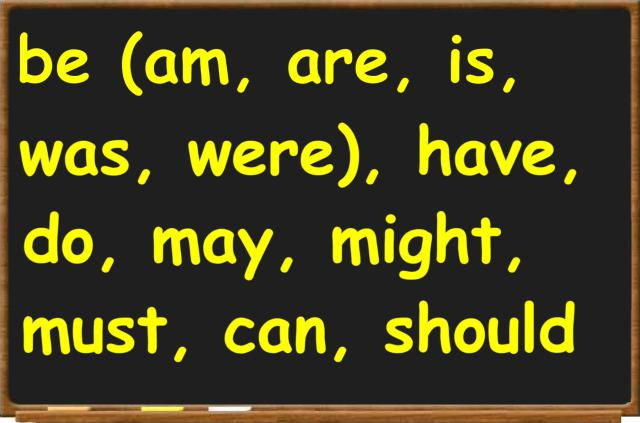 be (am, are, is,
was, were), have,
do, may, might,
must, can, should